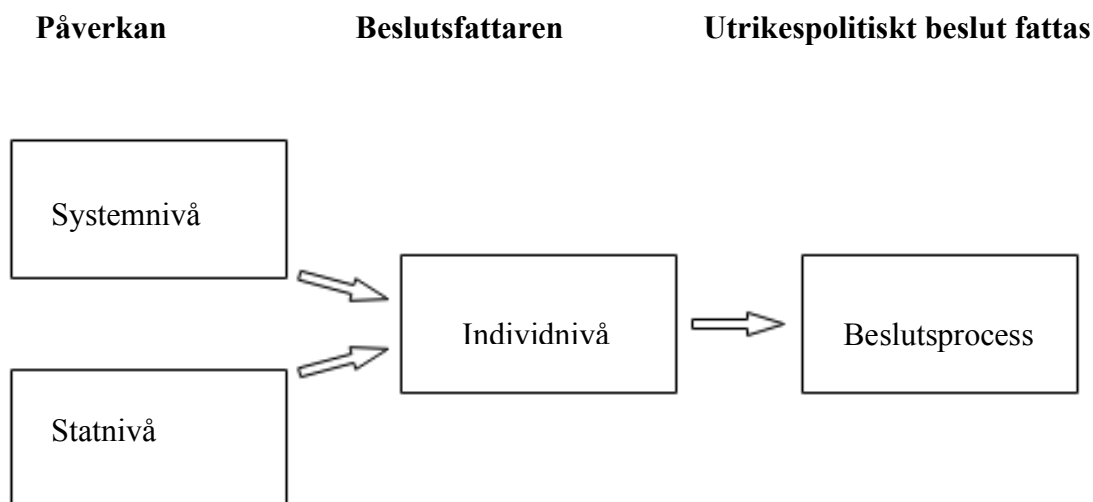 Påverkan Beslutsfattaren Utrikespolitiskt beslut fattas
Systemnivå
Individnivå Beslutsprocess
Statnivå